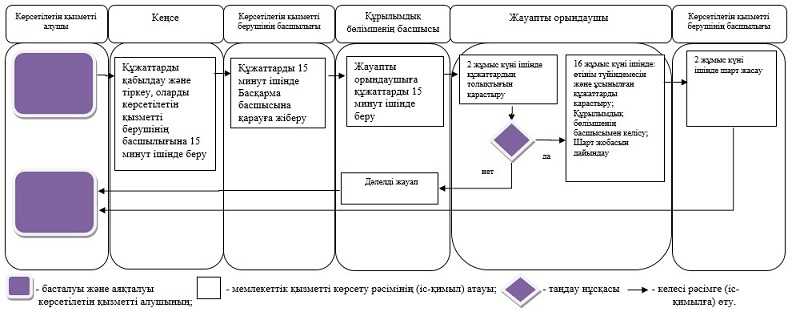 Көрсетілетін қызметті
алушы
Кеңсе
Көрсетілетін қызметті
берушінің басшылығы
Құрылымдық
бөлімшенің басшысы
Жауапты орындаушы
Көрсетілетін қызметті
берушінің басшылығы
Құжаттарды
қабылдау және
тіркеу, оларды
көрсетілетін
қызметті
берушінің
басшылығына 15
минут ішінде беру
Құжаттарды 15
минут ішінде
Басқарма
басшысына
қарауға жіберу
Жауапты
орындаушыға
құжаттарды 15
минут ішінде
беру
2 жұмыс күні ішінде
құжаттардың
толықтығын
қарастыру
16 жұмыс күні ішінде:
өтінім түйіндемесін
және ұсынылған
құжаттарды
қарастыру;
Құрылымдық
бөлімшенің
басшысымен келісу;
Шарт жобасын
дайындау
2 жұмыс күні
ішінде шарт жасау
нет
да
Дәлелді жауап
- басталуы және аяқталуы
көрсетілетін қызметті алушының;
- мемлекеттік қызметті көрсету рәсімінің (іс-қимыл) атауы;
- таңдау нұсқасы
- келесі рәсімге (іс-
қимылға) өту.